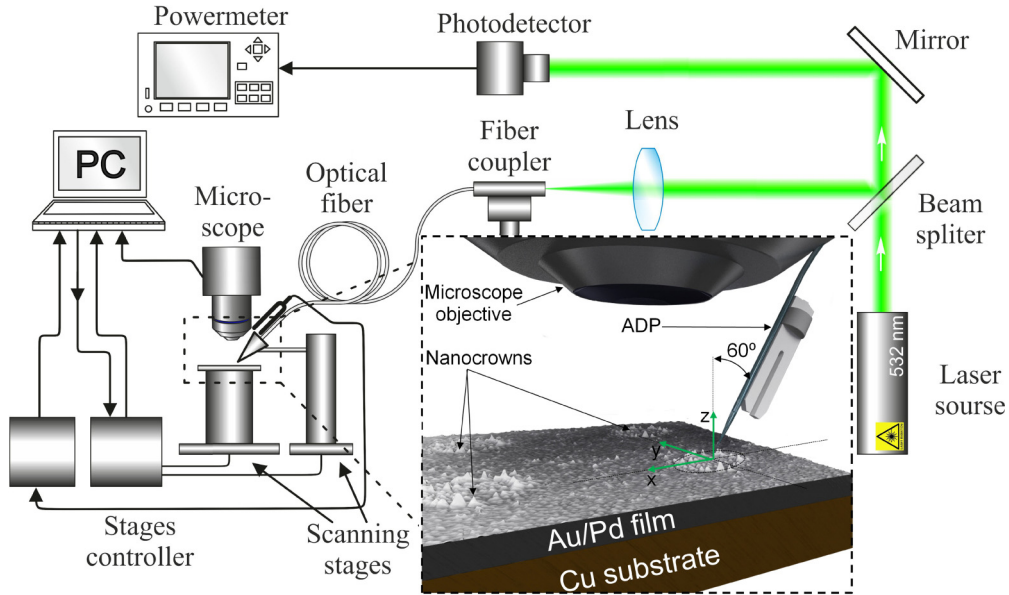 Powermeter
Photodetector
Mirror
PC
Micro-
scope
Optical
fiber
Fiber
coupler
Lens
Beam
spliter
Microscope
objective
ADP
60º
532 nm
Laser
sourse
Nanocrowns
z
y
x
Au/Pd film
Cu substrate
Stages
controller
Scanning
stages